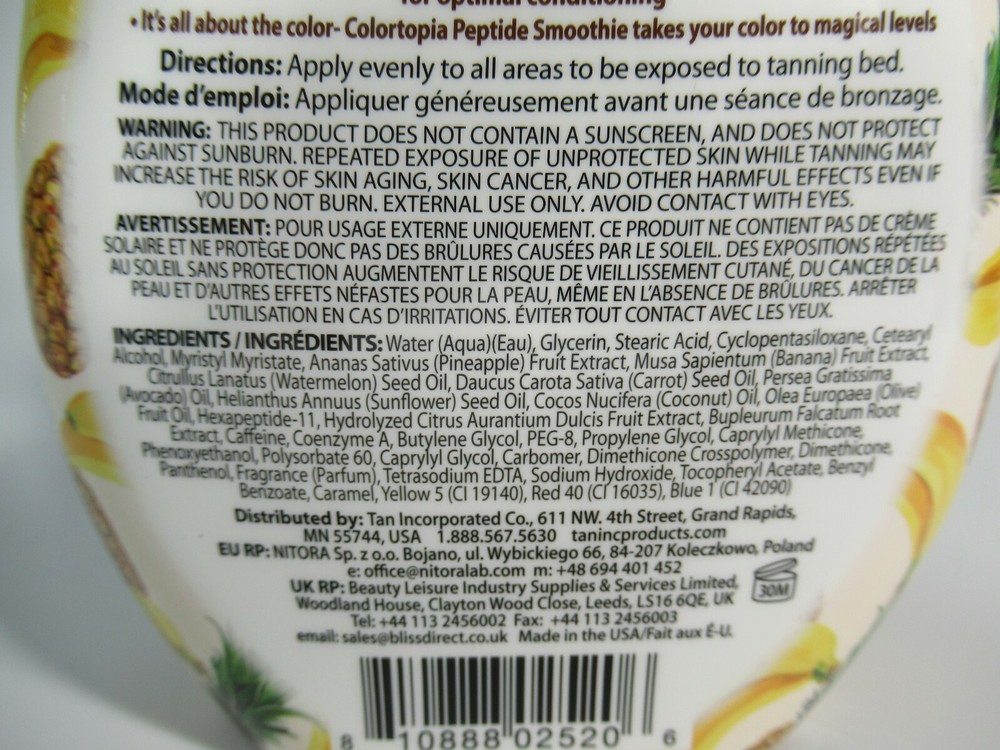 for optimal conditioning
• It's all about the color- Colortopia Peptide Smoothie takes your color to magical levels
Directions: Apply evenly to all areas to be exposed to tanning bed.
Mode d'emploi: Appliquer généreusement avant une séance de bronzage.
WARNING: THIS PRODUCT DOES NOT CONTAIN A SUNSCREEN, AND DOES NOT PROTECT
AGAINST SUNBURN. REPEATED EXPOSURE OF UNPROTECTED SKIN WHILE TANNING MAY
INCREASE THE RISK OF SKIN AGING, SKIN CANCER, AND OTHER HARMFUL EFFECTS EVEN IF
YOU DO NOT BURN. EXTERNAL USE ONLY. AVOID CONTACT WITH EYES.
AVERTISSEMENT: POUR USAGE EXTERNE UNIQUEMENT. CE PRODUIT NE CONTIENT PAS DE CRÈME
SOLAIRE ET NE PROTÈGE DONC PAS DES BRÛLURES CAUSÉES PAR LE SOLEIL. DES EXPOSITIONS RÉPÉTÉES
AU SOLEIL SANS PROTECTION AUGMENTENT LE RISQUE DE VIEILLISSEMENT CUTANÉ, DU CANCER DE LA
PEAU ET D'AUTRES EFFETS NÉFASTES POUR LA PEAU, MÊME EN L'ABSENCE DE BRÛLURES. ARRÊTER
L'UTILISATION EN CAS D'IRRITATIONS. ÉVITER TOUT CONTACT AVEC LES YEUX.
INGREDIENTS / INGRÉDIENTS: Water (Aqua)(Eau), Glycerin, Stearic Acid, Cyclopentasiloxane, Cetearyl
Alcohol, Myristyl Myristate, Ananas Sativus (Pineapple) Fruit Extract, Musa Sapientum (Banana) Fruit Extract,
Citrullus Lanatus (Watermelon) Seed Oil, Daucus Carota Sativa (Carrot) Seed Oil, Persea Gratissima
(Avocado) Oil, Helianthus Annuus (Sunflower) Seed Oil, Cocos Nucifera (Coconut) Oil, Olea Europaea (Olive)
Fruit Oil, Hexapeptide-11, Hydrolyzed Citrus Aurantium Dulcis Fruit Extract, Bupleurum Falcatum Root
Extract, Caffeine, Coenzyme A, Butylene Glycol, PEG-8, Propylene Glycol, Caprylyl Methicone,
Phenoxyethanol, Polysorbate 60, Caprylyl Glycol, Carbomer, Dimethicone Crosspolymer, Dimethicone,
Panthenol, Fragrance (Parfum), Tetrasodium EDTA, Sodium Hydroxide, Tocopheryl Acetate, Benzyl
Benzoate, Caramel, Yellow 5 (CI 19140), Red 40 (CI 16035), Blue 1 (CI 42090)
Distributed by: Tan Incorporated Co., 611 NW. 4th Street, Grand Rapids,
MN 55744, USA 1.888.567.5630 tanincproducts.com
EU RP: NITORA Sp. z o.o. Bojano, ul. Wybickiego 66, 84-207 Koleczkowo, Poland
e: office@nitoralab.com m: +48 694 401 452
UK RP: Beauty Leisure Industry Supplies & Services Limited,
Woodland House, Clayton Wood Close, Leeds, LS16 6QE, UK
Tel: +44 113 2456002 Fax: +44 113 2456003
email: sales@blissdirect.co.uk Made in the USA/Fait aux É-U.
30M
8 10888 02520 6